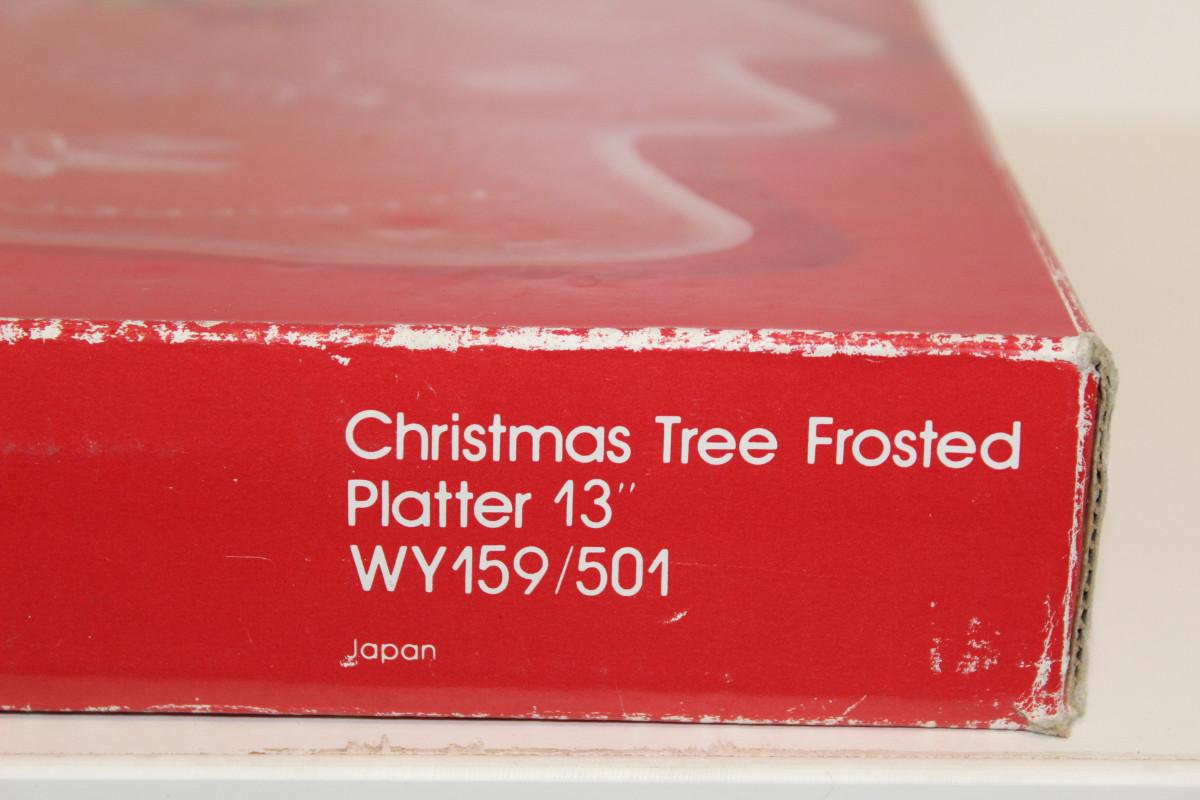 Christmas Tree Frosted
Platter 13"
WY159/501
Japan